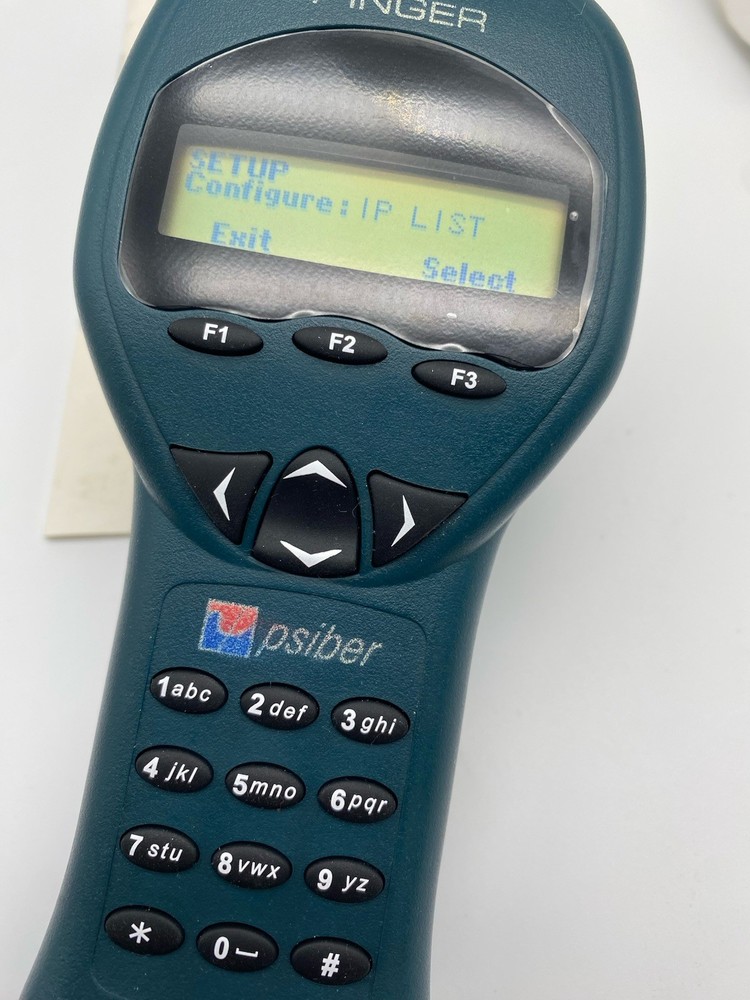 PINGER
SETUP
Configure: IP LIST
Exit Select
F1 F2 F3
psiber
1abc 2def 3ghi
4jkl 5mno 6pqr
7stu 8vwx 9yz
* 0⎵ #